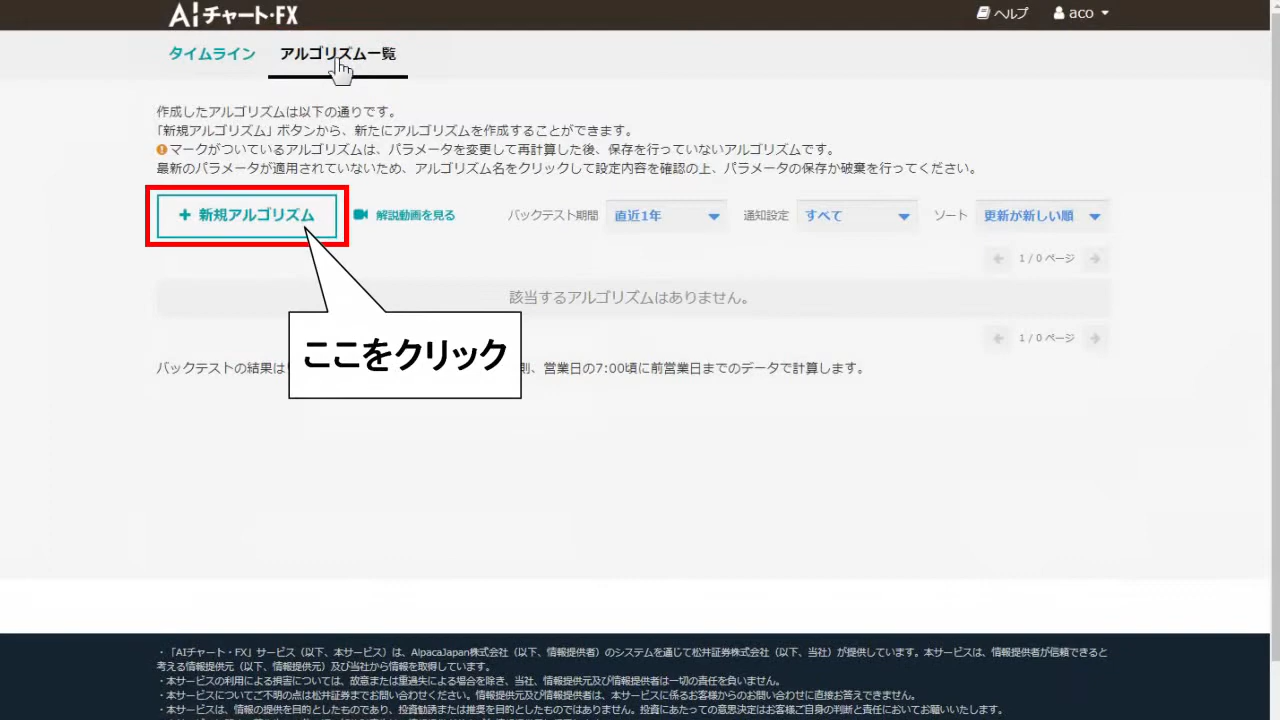 AIチャート・FX
ヘルプ
aco
タイムライン
アルゴリズム一覧
作成したアルゴリズムは以下の通りです。
「新規アルゴリズム」ボタンから、新たにアルゴリズムを作成することができます。
マークがついているアルゴリズムは、パラメータを変更して再計算した後、保存を行っていないアルゴリズムです。
最新のパラメータが適用されていないため、アルゴリズム名をクリックして設定内容を確認の上、パラメータの保存か破棄を行ってください。
+ 新規アルゴリズム
解説動画を見る
バックテスト期間
直近1年
通知設定
すべて
ソート
更新が新しい順
1 / 0 ページ
該当するアルゴリズムはありません。
1 / 0 ページ
ここをクリック
バックテストの結果は 則、営業日の7:00頃に前営業日までのデータで計算します。
・「AIチャート・FX」サービス（以下、本サービス）は、AlpacaJapan株式会社（以下、情報提供者）のシステムを通じて松井証券株式会社（以下、当社）が提供しています。本サービスは、情報提供者が信頼できると
考える情報提供元（以下、情報提供元）及び当社から情報を取得しています。
・本サービスの利用による損害については、故意または重過失による場合を除き、当社、情報提供元及び情報提供者は一切の責任を負いません。
・本サービスについてご不明の点は松井証券までお問い合わせください。情報提供元及び情報提供者は、本サービスに係るお客様からのお問い合わせに直接お答えできません。
・本サービスは、情報の提供を目的としたものであり、投資勧誘または推奨を目的としたものではありません。投資にあたっての意思決定はお客様ご自身の判断と責任においてお願いいたします。